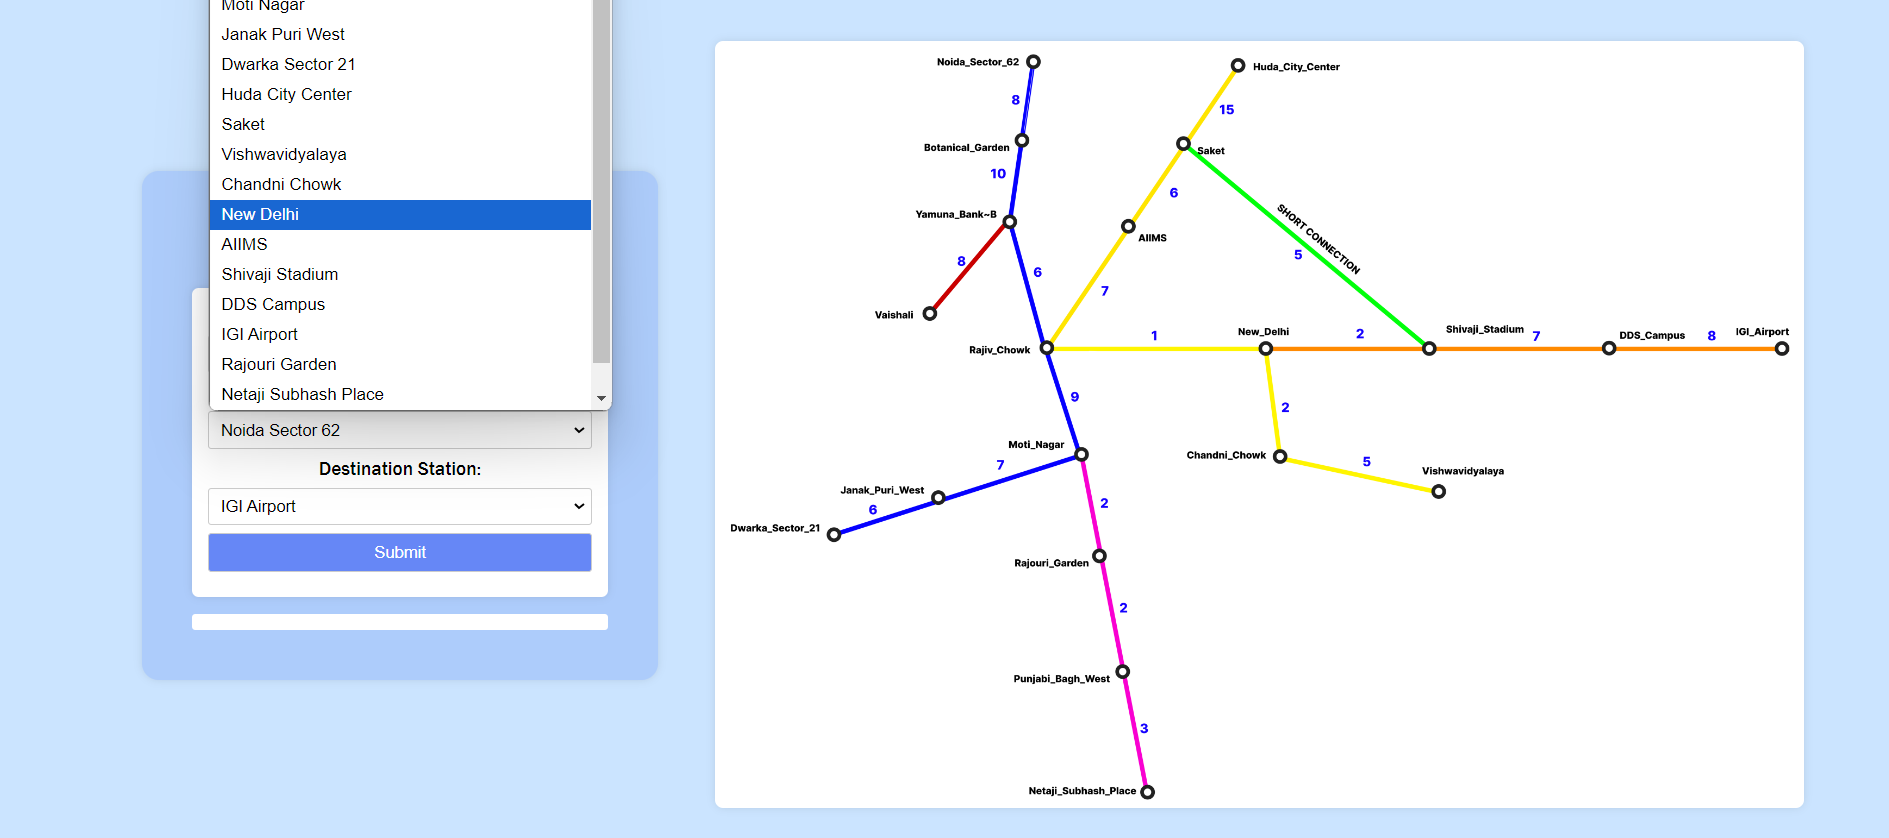 Moti Nagar
Janak Puri West
Dwarka Sector 21
Huda City Center
Saket
Vishwavidyalaya
Chandni Chowk
New Delhi
AIIMS
Shivaji Stadium
DDS Campus
IGI Airport
Rajouri Garden
Netaji Subhash Place
Noida Sector 62
Destination Station:
IGI Airport
Submit
Noida_Sector_62
Huda_City_Center
8
15
Botanical_Garden
Saket
10
6
Yamuna_Bank~B
SHORT CONNECTION
AIIMS
5
8
6
7
Vaishali
Rajiv_Chowk
1
New_Delhi
2
Shivaji_Stadium
7
DDS_Campus
8
IGI_Airport
9
2
Moti_Nagar
Chandni_Chowk
5
Vishwavidyalaya
7
Janak_Puri_West
6
2
Dwarka_Sector_21
Rajouri_Garden
2
Punjabi_Bagh_West
3
Netaji_Subhash_Place